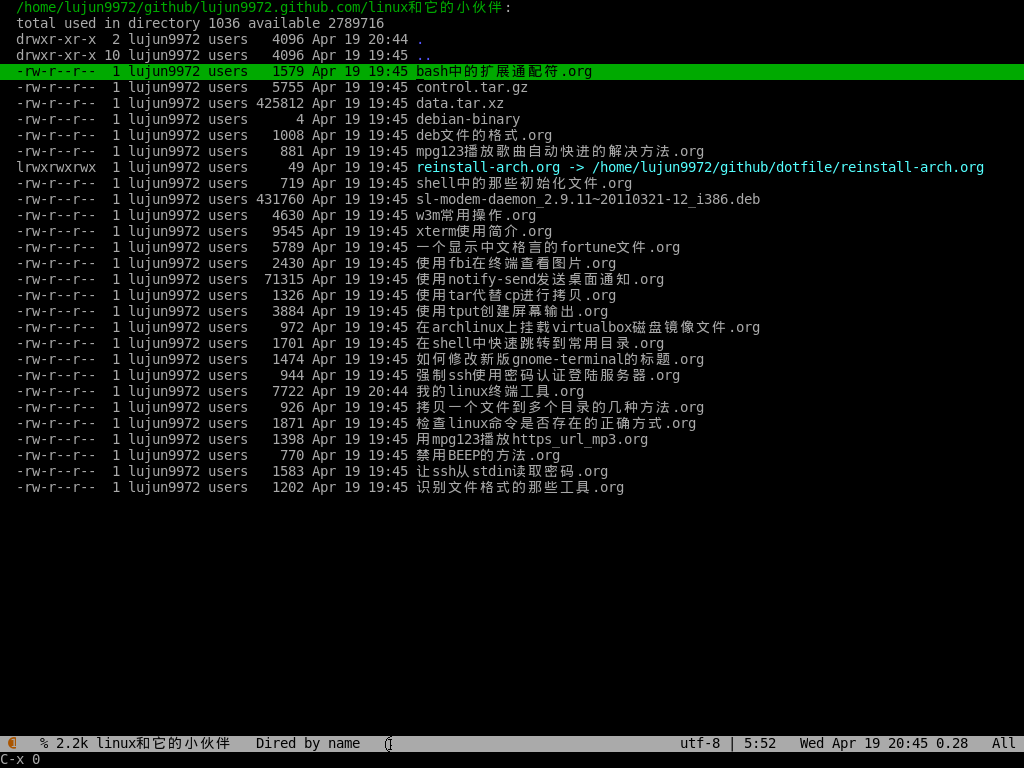 /home/lujun9972/github/lujun9972.github.com/linux和它的小伙伴:
total used in directory 1036 available 2789716
drwxr-xr-x  2 lujun9972 users   4096 Apr 19 20:44 .
drwxr-xr-x 10 lujun9972 users   4096 Apr 19 19:45 ..
-rw-r--r--  1 lujun9972 users   1579 Apr 19 19:45 bash中的扩展通配符.org
-rw-r--r--  1 lujun9972 users   5755 Apr 19 19:45 control.tar.gz
-rw-r--r--  1 lujun9972 users 425812 Apr 19 19:45 data.tar.xz
-rw-r--r--  1 lujun9972 users      4 Apr 19 19:45 debian-binary
-rw-r--r--  1 lujun9972 users   1008 Apr 19 19:45 deb文件的格式.org
-rw-r--r--  1 lujun9972 users    881 Apr 19 19:45 mpg123播放歌曲自动快进的解决方法.org
lrwxrwxrwx  1 lujun9972 users     49 Apr 19 19:45 reinstall-arch.org -> /home/lujun9972/github/dotfile/reinstall-arch.org
-rw-r--r--  1 lujun9972 users    719 Apr 19 19:45 shell中的那些初始化文件.org
-rw-r--r--  1 lujun9972 users 431760 Apr 19 19:45 sl-modem-daemon_2.9.11~20110321-12_i386.deb
-rw-r--r--  1 lujun9972 users   4630 Apr 19 19:45 w3m常用操作.org
-rw-r--r--  1 lujun9972 users   9545 Apr 19 19:45 xterm使用简介.org
-rw-r--r--  1 lujun9972 users   5789 Apr 19 19:45 一个显示中文格言的fortune文件.org
-rw-r--r--  1 lujun9972 users   2430 Apr 19 19:45 使用fbi在终端查看图片.org
-rw-r--r--  1 lujun9972 users  71315 Apr 19 19:45 使用notify-send发送桌面通知.org
-rw-r--r--  1 lujun9972 users   1326 Apr 19 19:45 使用tar代替cp进行拷贝.org
-rw-r--r--  1 lujun9972 users   3884 Apr 19 19:45 使用tput创建屏幕输出.org
-rw-r--r--  1 lujun9972 users    972 Apr 19 19:45 在archlinux上挂载virtualbox磁盘镜像文件.org
-rw-r--r--  1 lujun9972 users   1701 Apr 19 19:45 在shell中快速跳转到常用目录.org
-rw-r--r--  1 lujun9972 users   1474 Apr 19 19:45 如何修改新版gnome-terminal的标题.org
-rw-r--r--  1 lujun9972 users    944 Apr 19 19:45 强制ssh使用密码认证登陆服务器.org
-rw-r--r--  1 lujun9972 users   7722 Apr 19 20:44 我的linux终端工具.org
-rw-r--r--  1 lujun9972 users    926 Apr 19 19:45 拷贝一个文件到多个目录的几种方法.org
-rw-r--r--  1 lujun9972 users   1871 Apr 19 19:45 检查linux命令是否存在的正确方式.org
-rw-r--r--  1 lujun9972 users   1398 Apr 19 19:45 用mpg123播放https_url_mp3.org
-rw-r--r--  1 lujun9972 users    770 Apr 19 19:45 禁用BEEP的方法.org
-rw-r--r--  1 lujun9972 users   1583 Apr 19 19:45 让ssh从stdin读取密码.org
-rw-r--r--  1 lujun9972 users   1202 Apr 19 19:45 识别文件格式的那些工具.org
% 2.2k linux和它的小伙伴   Dired by name   utf-8 | 5:52   Wed Apr 19 20:45 0.28   All
C-x 0